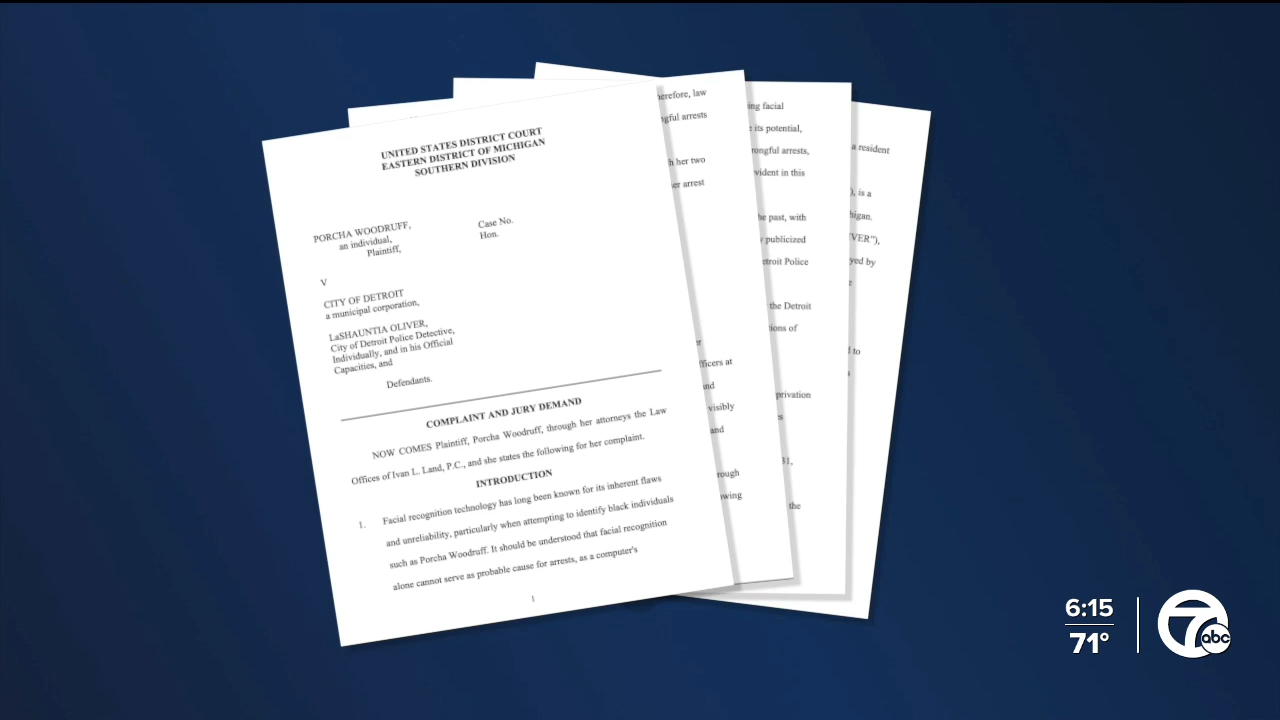 UNITED STATES DISTRICT COURT
EASTERN DISTRICT OF MICHIGAN
SOUTHERN DIVISION
PORCHA WOODRUFF,
an individual,
Plaintiff,
Case No.
Hon.
V
CITY OF DETROIT
a municipal corporation,
LaSHAUNTIA OLIVER,
City of Detroit Police Detective,
Individually, and in his Official
Capacities, and
Defendants.
COMPLAINT AND JURY DEMAND
NOW COMES Plaintiff, Porcha Woodruff, through her attorneys the Law
Offices of Ivan L. Land, P.C., and she states the following for her complaint.
INTRODUCTION
1. Facial recognition technology has long been known for its inherent flaws
and unreliability, particularly when attempting to identify black individuals
such as Porcha Woodruff. It should be understood that facial recognition
alone cannot serve as probable cause for arrests, as a computer's
1
herefore, law
ngful arrests
h her two
er arrest
r
fficers at
nd
visibly
and
rough
wing
ing facial
e its potential,
rongful arrests,
vident in this
he past, with
y publicized
etroit Police
the Detroit
tions of
privation
s
31,
the
a resident
), is a
higan.
VER"),
yed by
e
l to
s
6:15
71°
7
abc